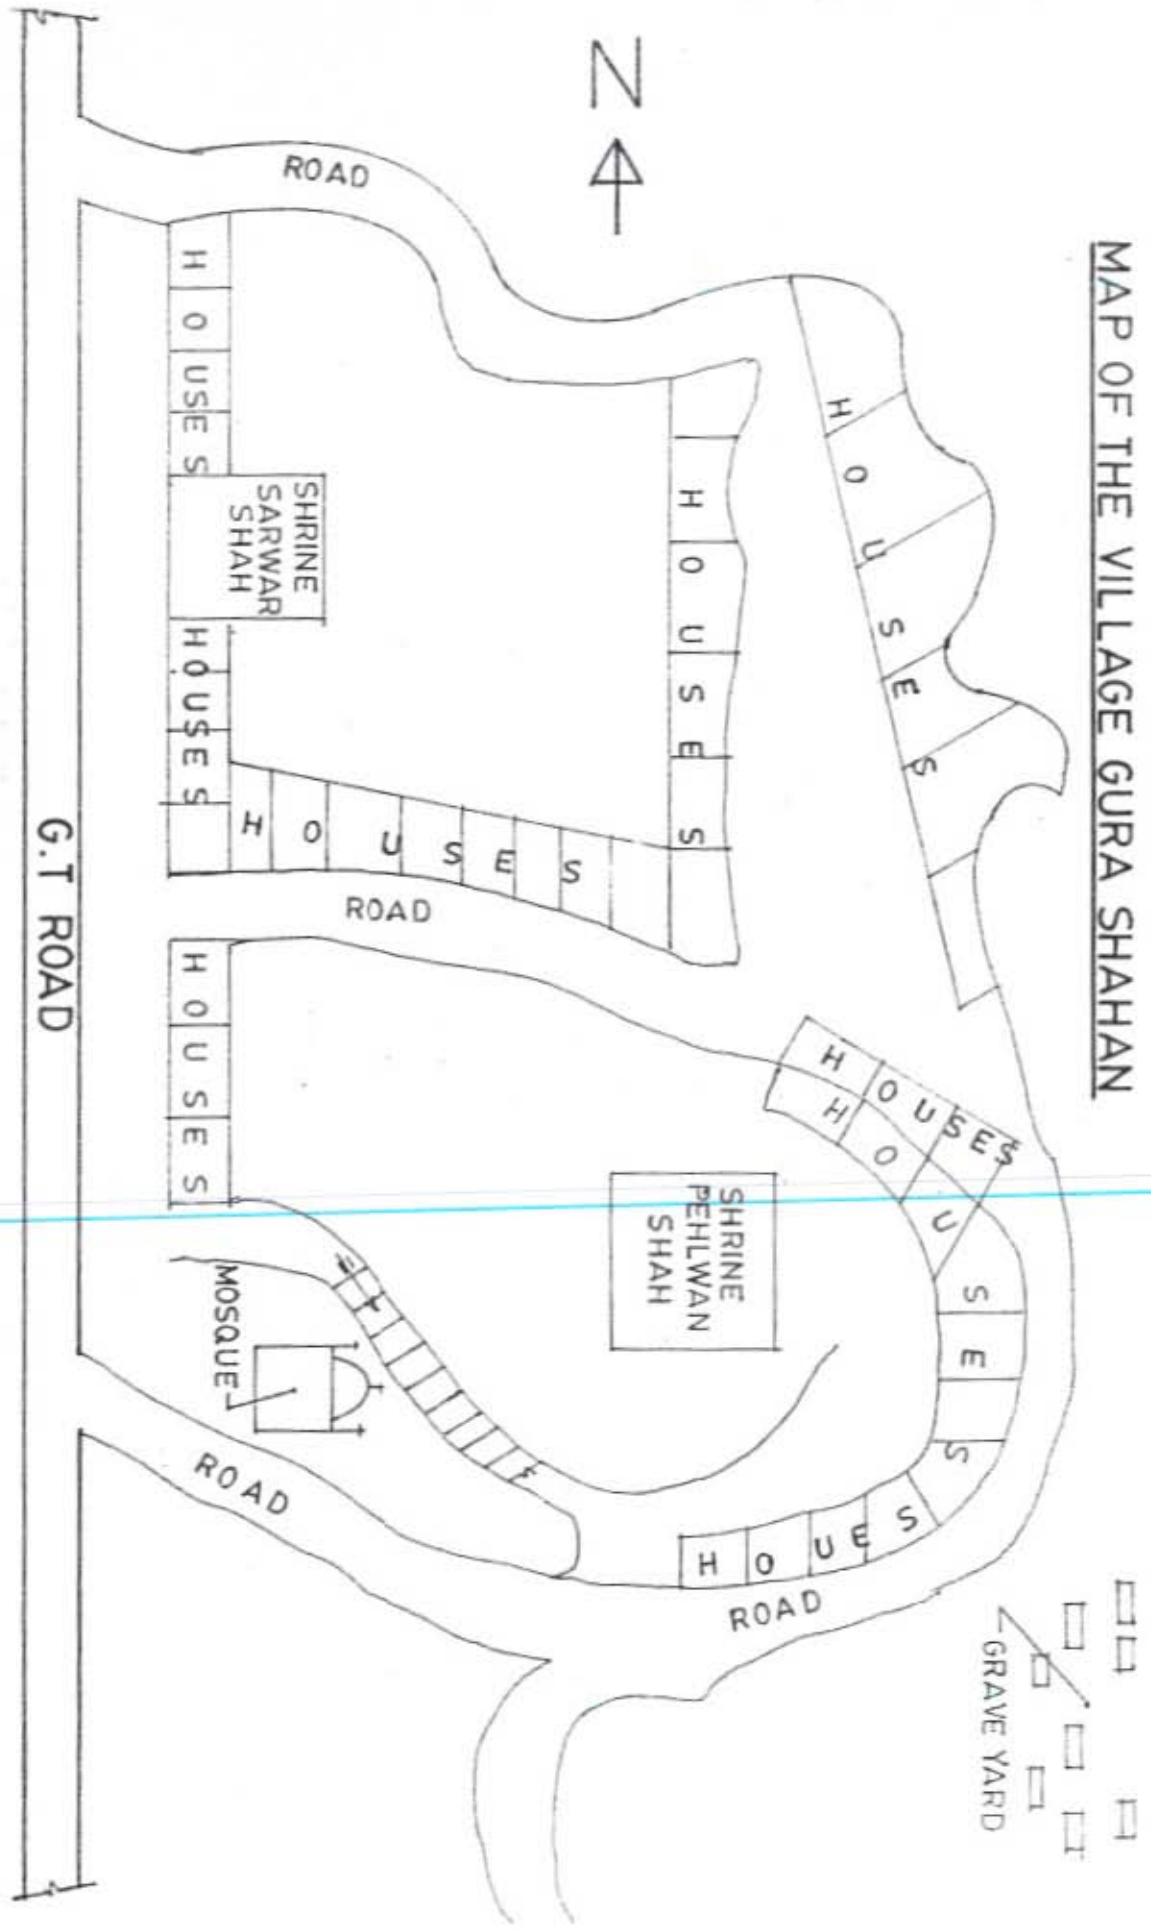 MAP OF THE VILLAGE GURA SHAHAN
N
ROAD
HOUSES
HOUSES
HOUSES
SHRINE
SARWAR
SHAH
HOUSES
HOUSES
ROAD
HOUSES
HOUSES
HOUSES
SHRINE
PEHLWAN
SHAH
HOUES
ROAD
MOSQUE
ROAD
GRAVE YARD
G.T ROAD